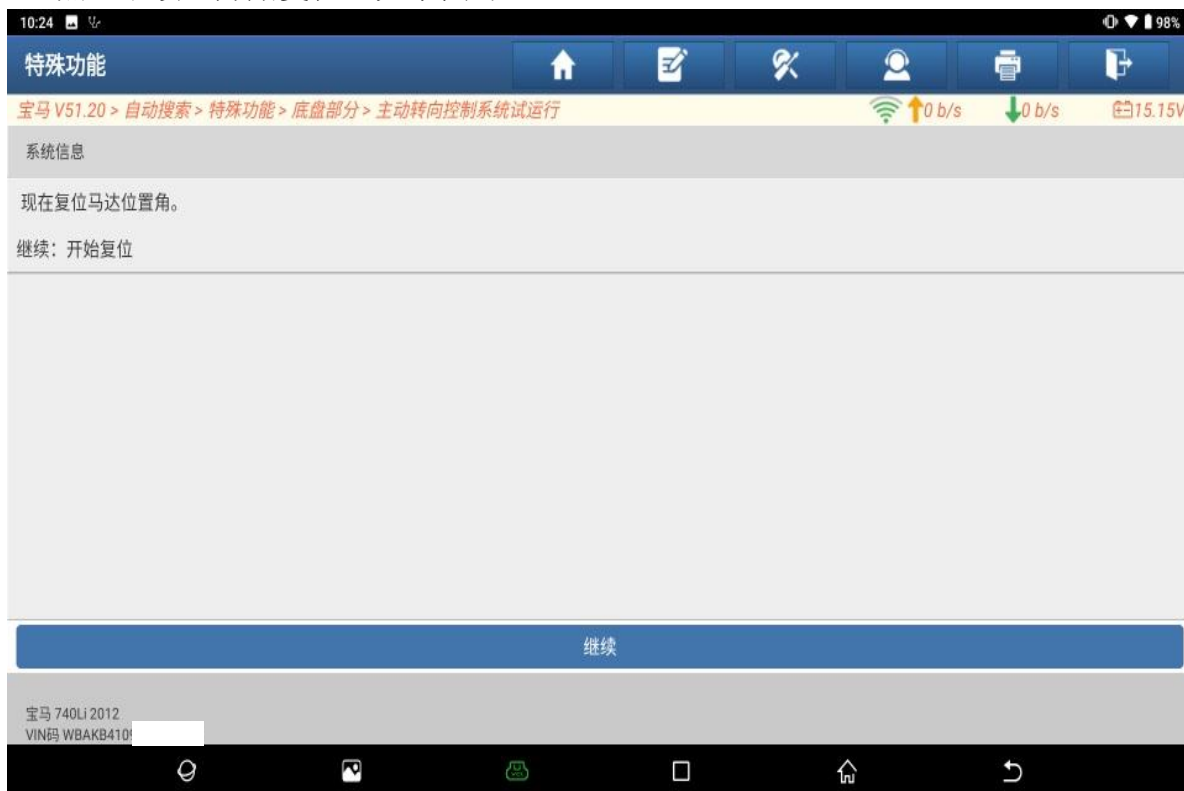 10:24 98%
特殊功能
宝马 V51.20 > 自动搜索 > 特殊功能 > 底盘部分 > 主动转向控制系统试运行 0 b/s 0 b/s 15.15V
系统信息
现在复位马达位置角。
继续：开始复位
继续
宝马 740Li 2012
VIN码 WBAKB410
VCI